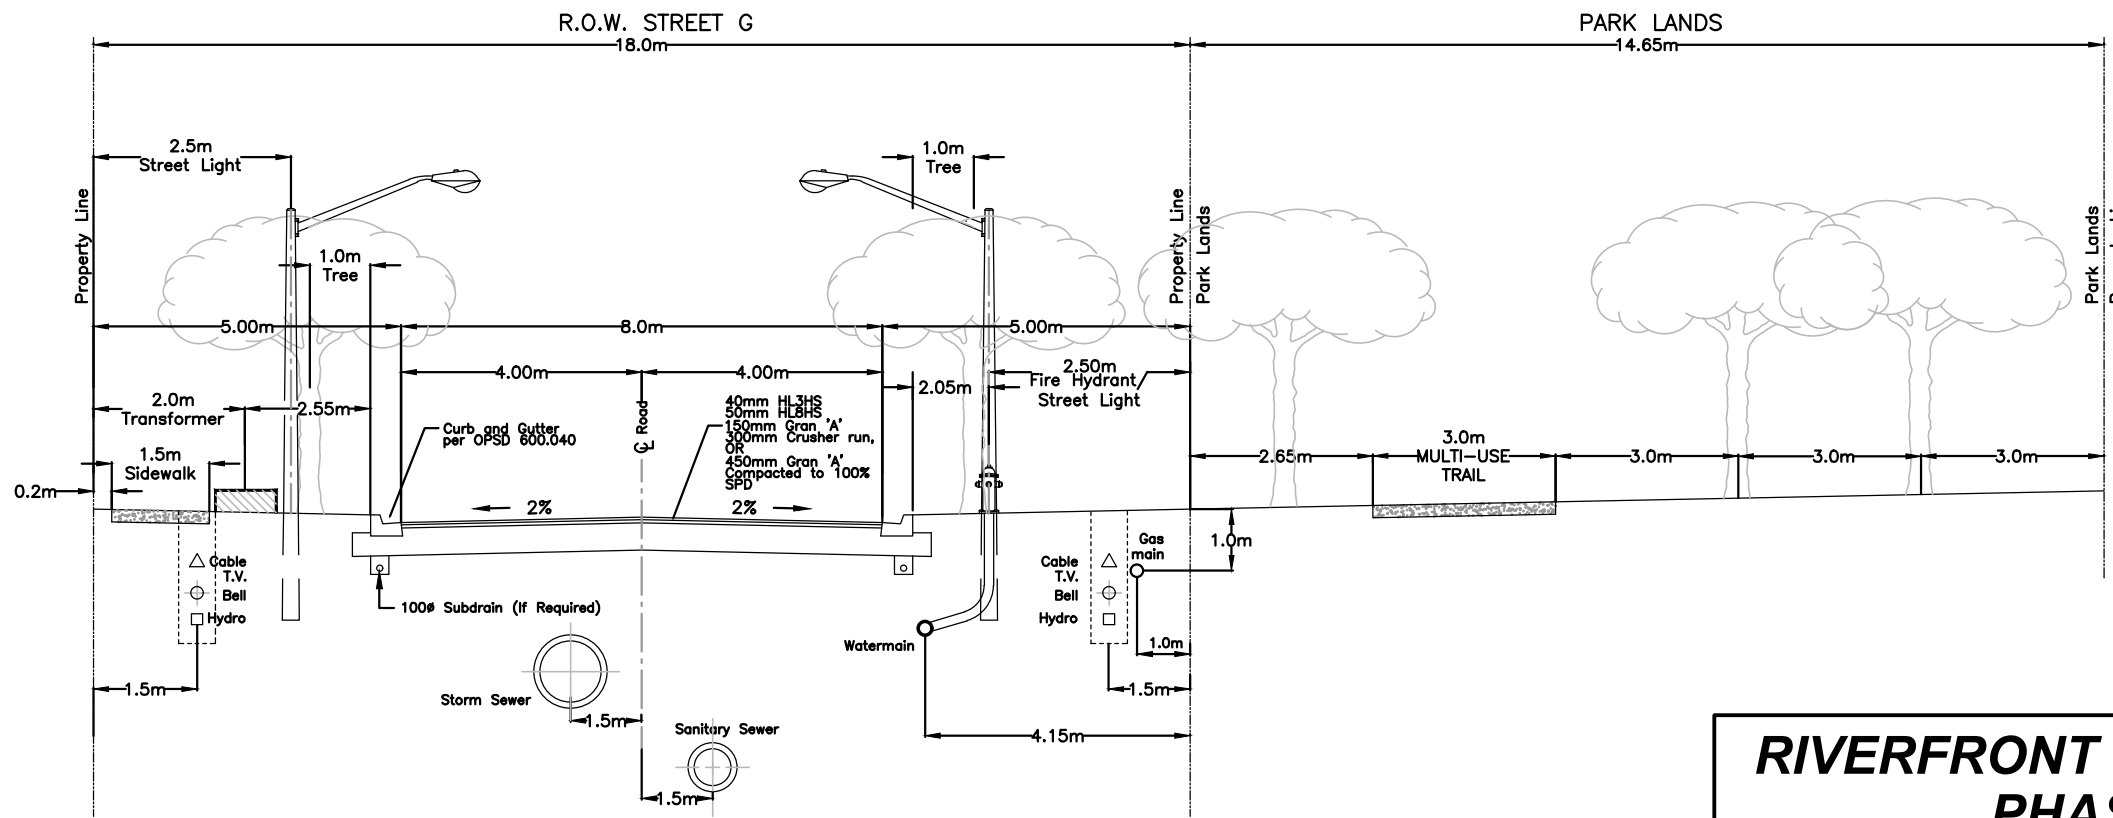 R.O.W. STREET G
PARK LANDS
18.0m
14.65m
2.5m
Street Light
1.0m
Tree
Property Line
Property Line
Park Lands
Park Lands
1.0m
Tree
5.00m
8.0m
5.00m
4.00m
4.00m
2.50m
Fire Hydrant/
Street Light
2.05m
2.0m
Transformer
2.55m
Curb and Gutter
per OPSD 600.040
C
L Road
40mm HL3HS
50mm HL8HS
150mm Gran 'A'
300mm Crusher run,
OR
450mm Gran 'A'
Compacted to 100%
SPD
1.5m
Sidewalk
0.2m
2%
2%
2.65m
3.0m
MULTI-USE
TRAIL
3.0m
3.0m
3.0m
Cable
T.V.
Bell
Hydro
Cable
T.V.
Bell
Hydro
Gas
main
1.0m
100ø Subdrain (If Required)
Watermain
1.0m
1.5m
Storm Sewer
1.5m
1.5m
Sanitary Sewer
4.15m
1.5m
RIVERFRONT
PHAS